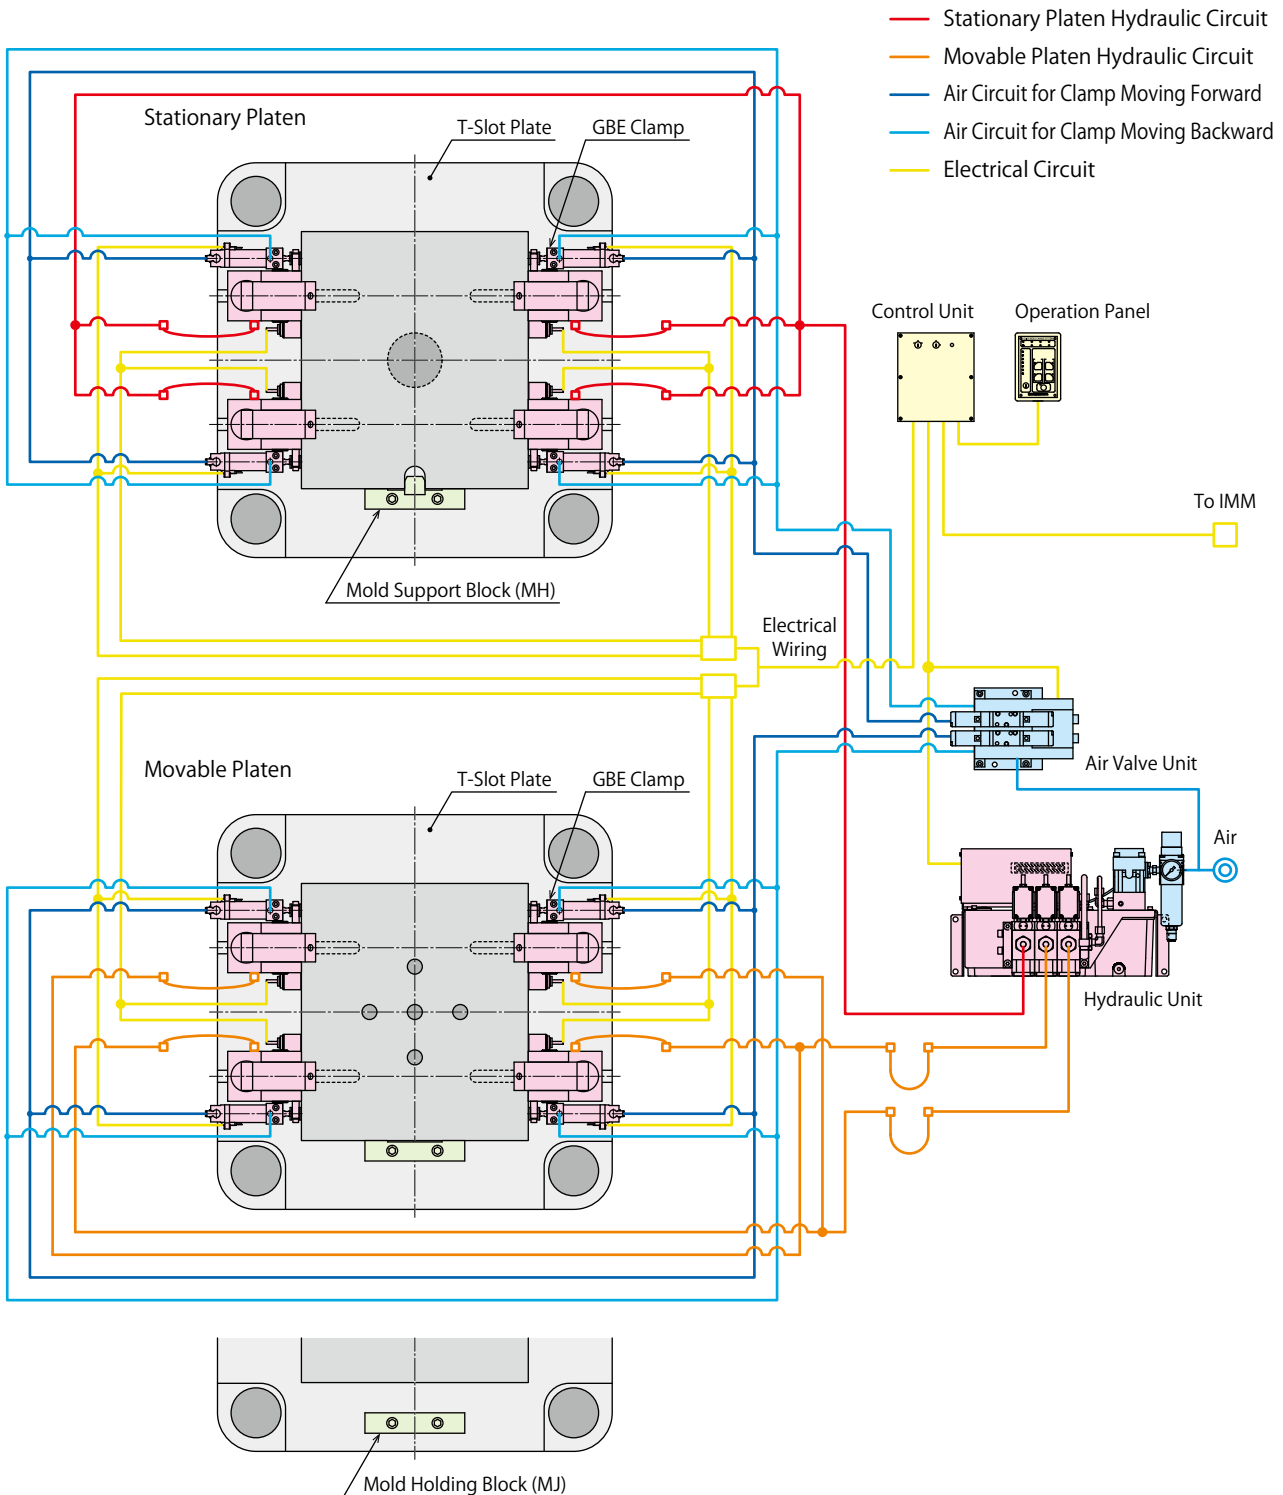 Stationary Platen Hydraulic Circuit
Movable Platen Hydraulic Circuit
Air Circuit for Clamp Moving Forward
Air Circuit for Clamp Moving Backward
Electrical Circuit
Stationary Platen
T-Slot Plate
GBE Clamp
Control Unit
Operation Panel
To IMM
Mold Support Block (MH)
Electrical
Wiring
Air Valve Unit
Movable Platen
T-Slot Plate
GBE Clamp
Air
Hydraulic Unit
Mold Holding Block (MJ)